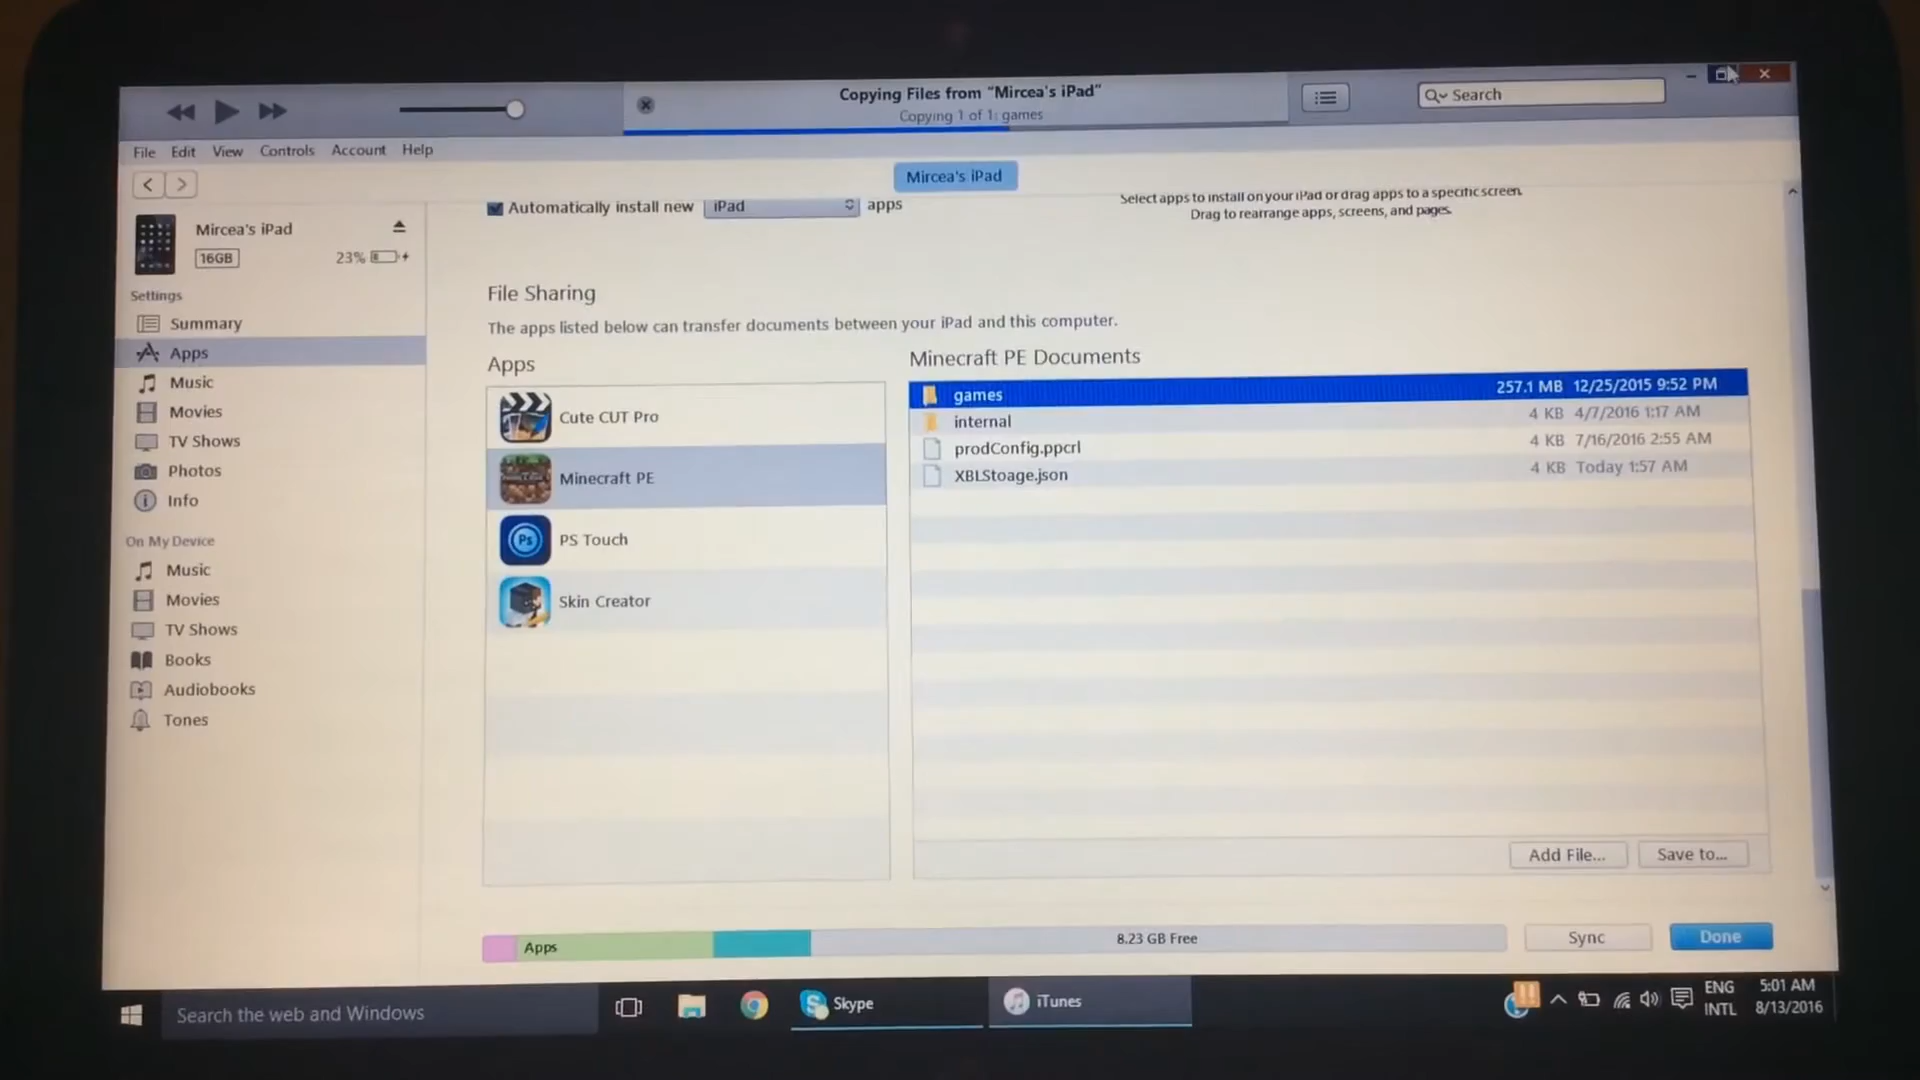 Copying Files from “Mircea's iPad”
Copying 1 of 1: games
Search
File Edit View Controls Account Help
Mircea's iPad
Automatically install new iPad apps
Select apps to install on your iPad or drag apps to a specific screen.
Drag to rearrange apps, screens, and pages.
Mircea's iPad
16GB 23%
Settings
Summary
Apps
Music
Movies
TV Shows
Photos
Info
On My Device
Music
Movies
TV Shows
Books
Audiobooks
Tones
File Sharing
The apps listed below can transfer documents between your iPad and this computer.
Apps
Cute CUT Pro
Minecraft PE
PS Touch
Skin Creator
Minecraft PE Documents
games 257.1 MB 12/25/2015 9:52 PM
internal 4 KB 4/7/2016 1:17 AM
prodConfig.ppcrl 4 KB 7/16/2016 2:55 AM
XBLStoage.json 4 KB Today 1:57 AM
Add File... Save to...
Apps 8.23 GB Free Sync Done
Search the web and Windows
Skype
iTunes
ENG
INTL
5:01 AM
8/13/2016
Ps